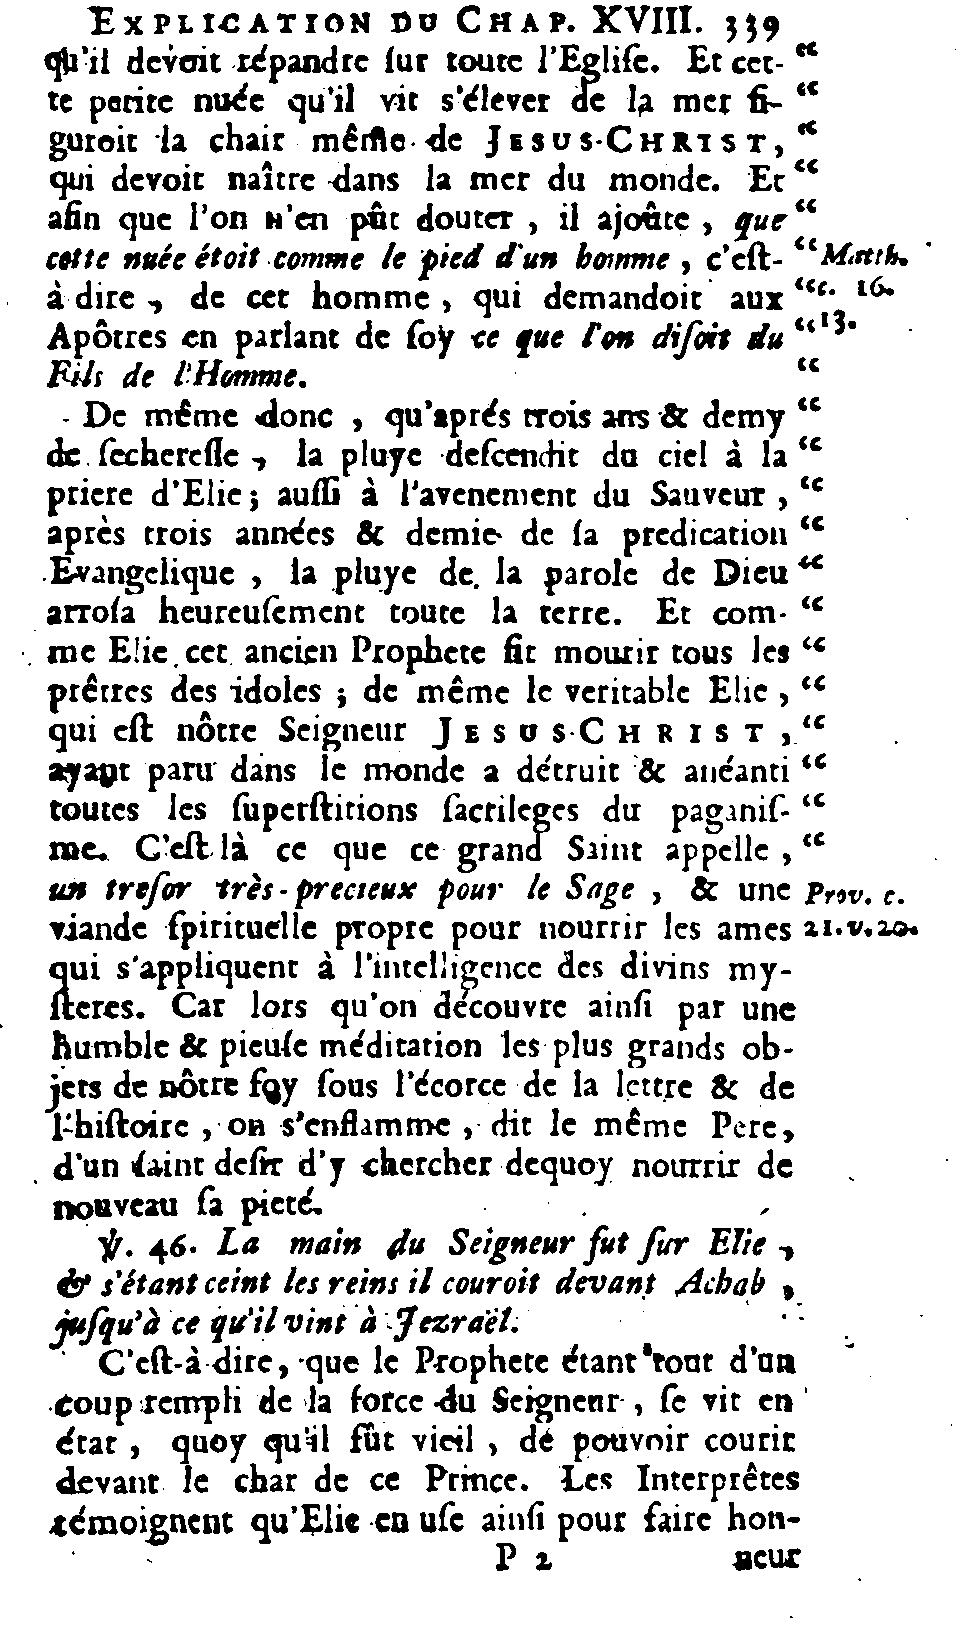 EXPLICATION DU CHAP. XVIII. 339
qu'il devoit répandre ſur toute l'Egliſe. Et cet- “
te petite nuée qu'il vit s'élever de la mer fi- “
guroit la chair même de JESUS-CHRIST, “
qui devoit naître dans la mer du monde. Et “
afin que l'on n'en pût douter, il ajoûte, que “
cette nuée étoit comme le pied d'un homme, c'eſt- “ Matth.
à dire, de cet homme, qui demandoit aux “ c. 16.
Apôtres en parlant de ſoy ce que l'on diſoit du “ 13.
Fils de l'Homme. “
De même donc, qu'aprés trois ans & demy “
de ſechereſſe, la pluye deſcendit du ciel à la “
priere d'Elie; auſſi à l'avenement du Sauveur, “
après trois années & demie de ſa predication “
Evangelique, la pluye de la parole de Dieu “
arroſa heureuſement toute la terre. Et com- “
me Elie cet ancien Prophete fit mourir tous les “
prêtres des idoles; de même le veritable Elie, “
qui eſt nôtre Seigneur JESUS-CHRIST, “
ayant paru dans le monde a détruit & anéanti “
toutes les ſuperſtitions ſacrileges du paganiſ- “
me. C'eſt là ce que ce grand Saint appelle, “
un treſor très-precieux pour le Sage, & une Prov. c.
viande ſpirituelle propre pour nourrir les ames 21. v. 20.
qui s'appliquent à l'intelligence des divins my-
ſteres. Car lors qu'on découvre ainſi par une
humble & pieuſe méditation les plus grands ob-
jets de nôtre foy ſous l'écorce de la lettre & de
l'hiſtoire, on s'enflamme, dit le même Pere,
d'un ſaint deſir d'y chercher dequoy nourrir de
nouveau ſa pieté.
℣. 46. La main du Seigneur fut ſur Elie,
& s'étant ceint les reins il couroit devant Achab,
juſqu'à ce qu'il vint à Jezraël.
C'eſt-à-dire, que le Prophete étant tout d'un
coup rempli de la force du Seigneur, ſe vit en
état, quoy qu'il fût vieil, de pouvoir courir
devant le char de ce Prince. Les Interprêtes
témoignent qu'Elie en uſe ainſi pour faire hon-
P 2 neur